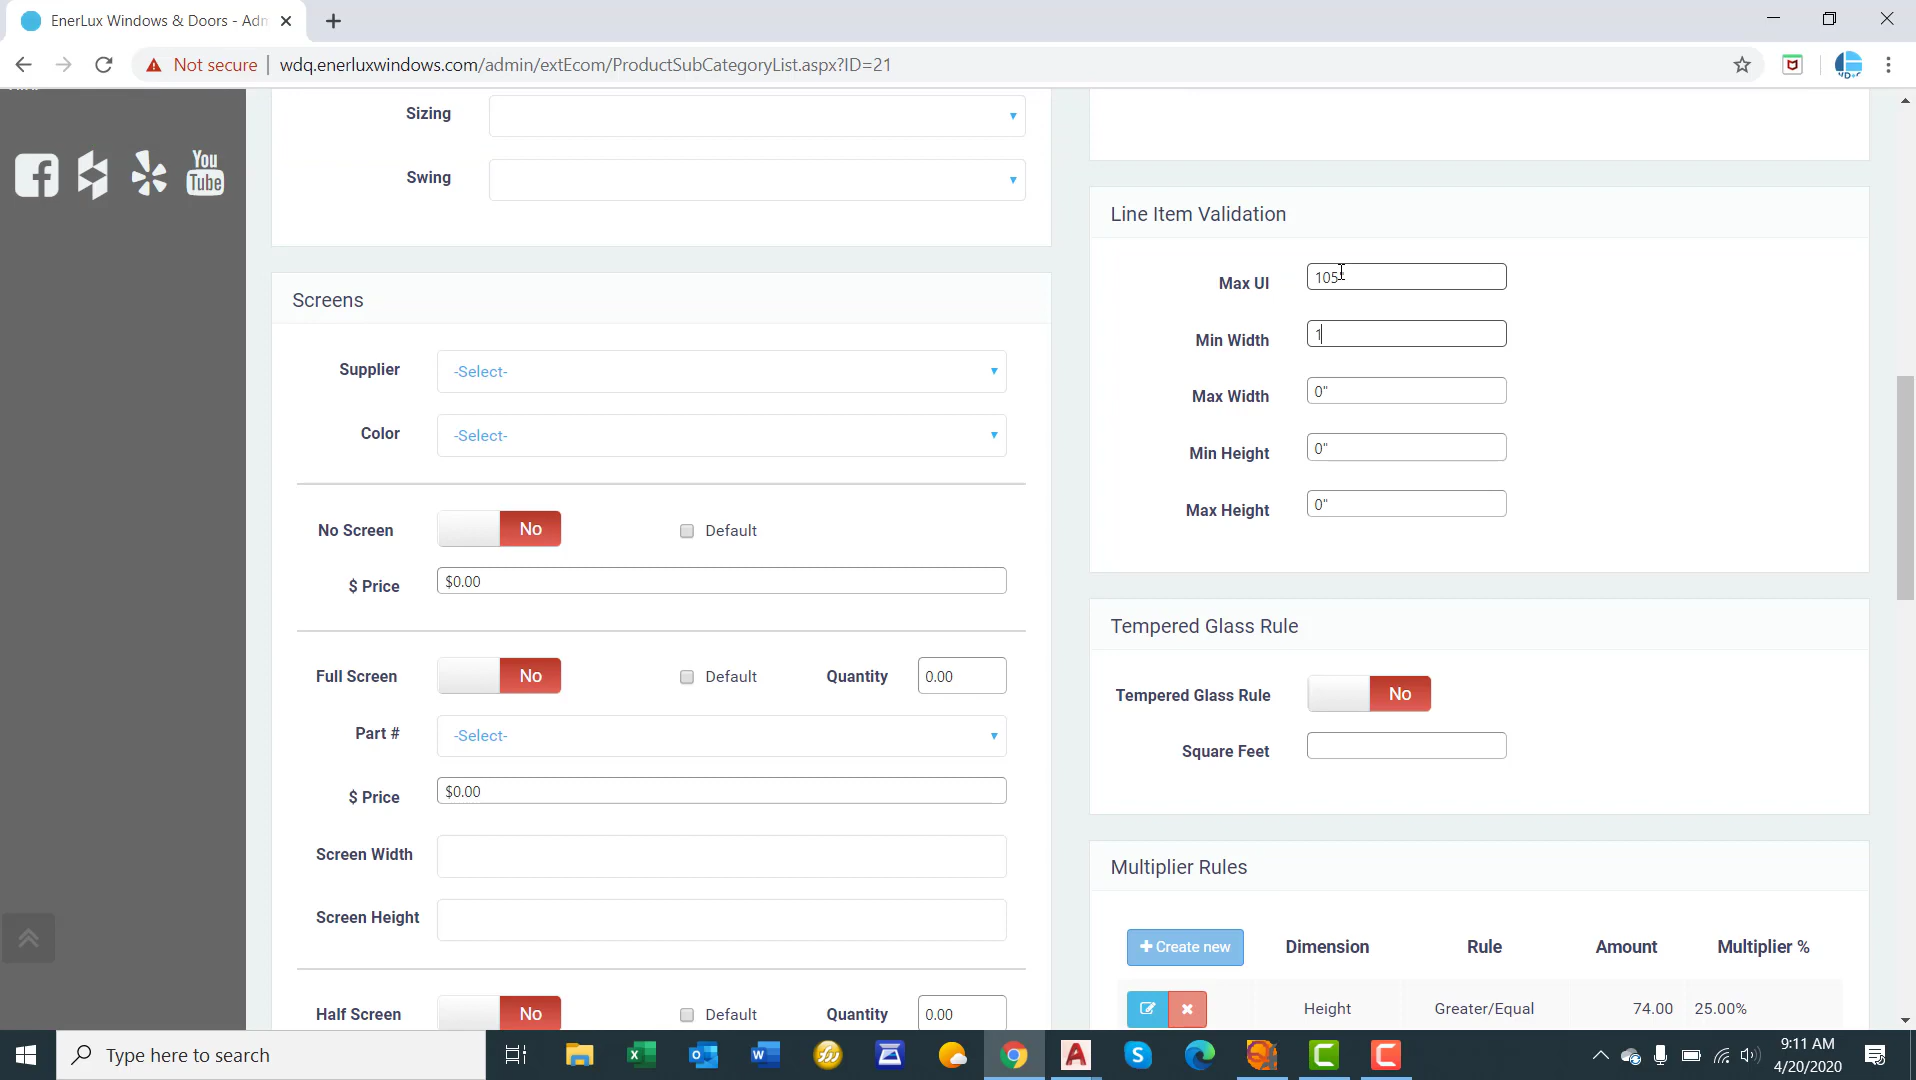 EnerLux Windows & Doors - Adm
Not secure
wdq.enerluxwindows.com/admin/extEcom/ProductSubCategoryList.aspx?ID=21
You
Tube
Sizing
Swing
Screens
Supplier
-Select-
Color
-Select-
No Screen
No
Default
$ Price
$0.00
Full Screen
No
Default
Quantity
0.00
Part #
-Select-
$ Price
$0.00
Screen Width
Screen Height
Half Screen
No
Default
Quantity
0.00
Line Item Validation
Max UI
105
Min Width
1
Max Width
0"
Min Height
0"
Max Height
0"
Tempered Glass Rule
Tempered Glass Rule
No
Square Feet
Multiplier Rules
Create new
Dimension
Rule
Amount
Multiplier %
Height
Greater/Equal
74.00
25.00%
Type here to search
9:11 AM
4/20/2020